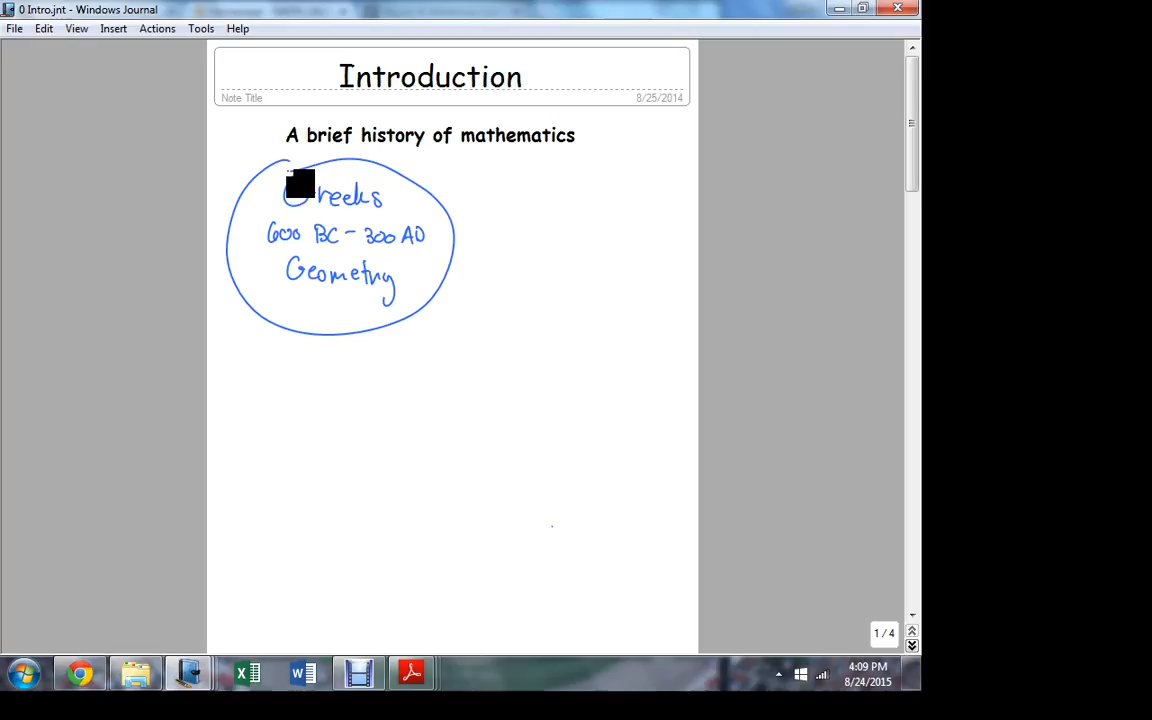 0 Intro.jnt - Windows Journal
File Edit View Insert Actions Tools Help
Introduction
Note Title
8/25/2014
A brief history of mathematics
600 BC - 300 AD
Geometry
1 / 4
4:09 PM
8/24/2015